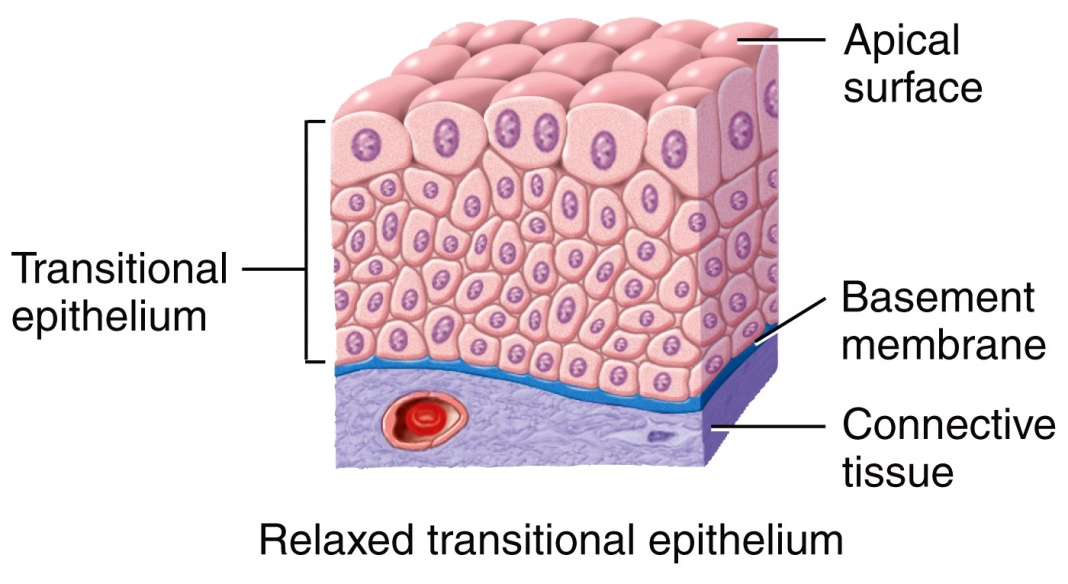 Apical
surface
Transitional
epithelium
Basement
membrane
Connective
tissue
Relaxed transitional epithelium